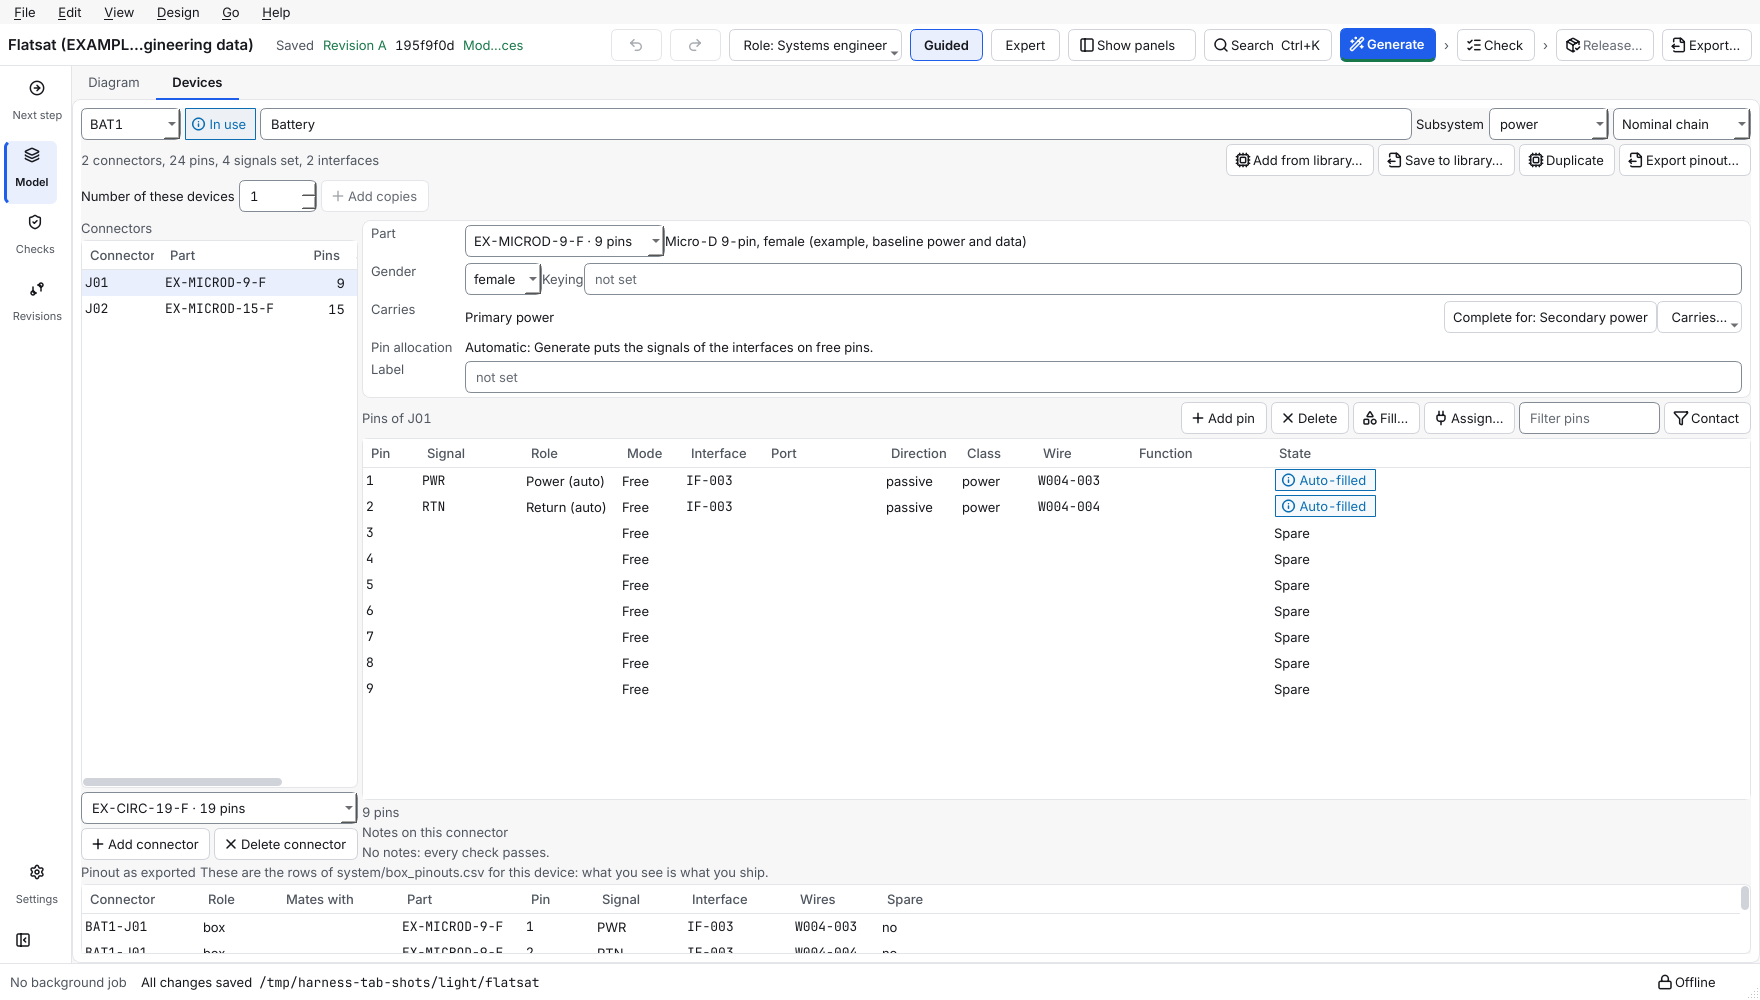 File Edit View Design Go Help
Flatsat (EXAMPL...gineering data) Saved Revision A 195f9f0d Mod...ces Role: Systems engineer Guided Expert Show panels Search Ctrl+K Generate › Check › Release... Export...
Diagram Devices
Next step
Model
Checks
Revisions
Settings
BAT1 In use Battery Subsystem power Nominal chain
2 connectors, 24 pins, 4 signals set, 2 interfaces Add from library... Save to library... Duplicate Export pinout...
Number of these devices 1 + Add copies
Connectors
Connector Part Pins
J01 EX-MICROD-9-F 9
J02 EX-MICROD-15-F 15
EX-CIRC-19-F · 19 pins
Add connector Delete connector
Part EX-MICROD-9-F · 9 pins Micro-D 9-pin, female (example, baseline power and data)
Gender female Keying not set
Carries Primary power Complete for: Secondary power Carries...
Pin allocation Automatic: Generate puts the signals of the interfaces on free pins.
Label not set
Pins of J01 Add pin Delete Fill... Assign... Filter pins Contact
Pin Signal Role Mode Interface Port Direction Class Wire Function State
1 PWR Power (auto) Free IF-003 passive power W004-003 Auto-filled
2 RTN Return (auto) Free IF-003 passive power W004-004 Auto-filled
3 Free Spare
4 Free Spare
5 Free Spare
6 Free Spare
7 Free Spare
8 Free Spare
9 Free Spare
9 pins
Notes on this connector
No notes: every check passes.
Pinout as exported These are the rows of system/box_pinouts.csv for this device: what you see is what you ship.
Connector Role Mates with Part Pin Signal Interface Wires Spare
BAT1-J01 box EX-MICROD-9-F 1 PWR IF-003 W004-003 no
BAT1-J01 box EX-MICROD-9-F 2 RTN IF-003 W004-004 no
No background job All changes saved /tmp/harness-tab-shots/light/flatsat Offline